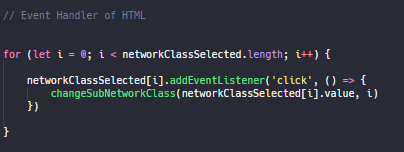 // Event Handler of HTML
for (let i = 0; i < networkClassSelected.length; i++) {
networkClassSelected[i].addEventListener('click', () => {
changeSubNetworkClass(networkClassSelected[i].value, i)
})
}